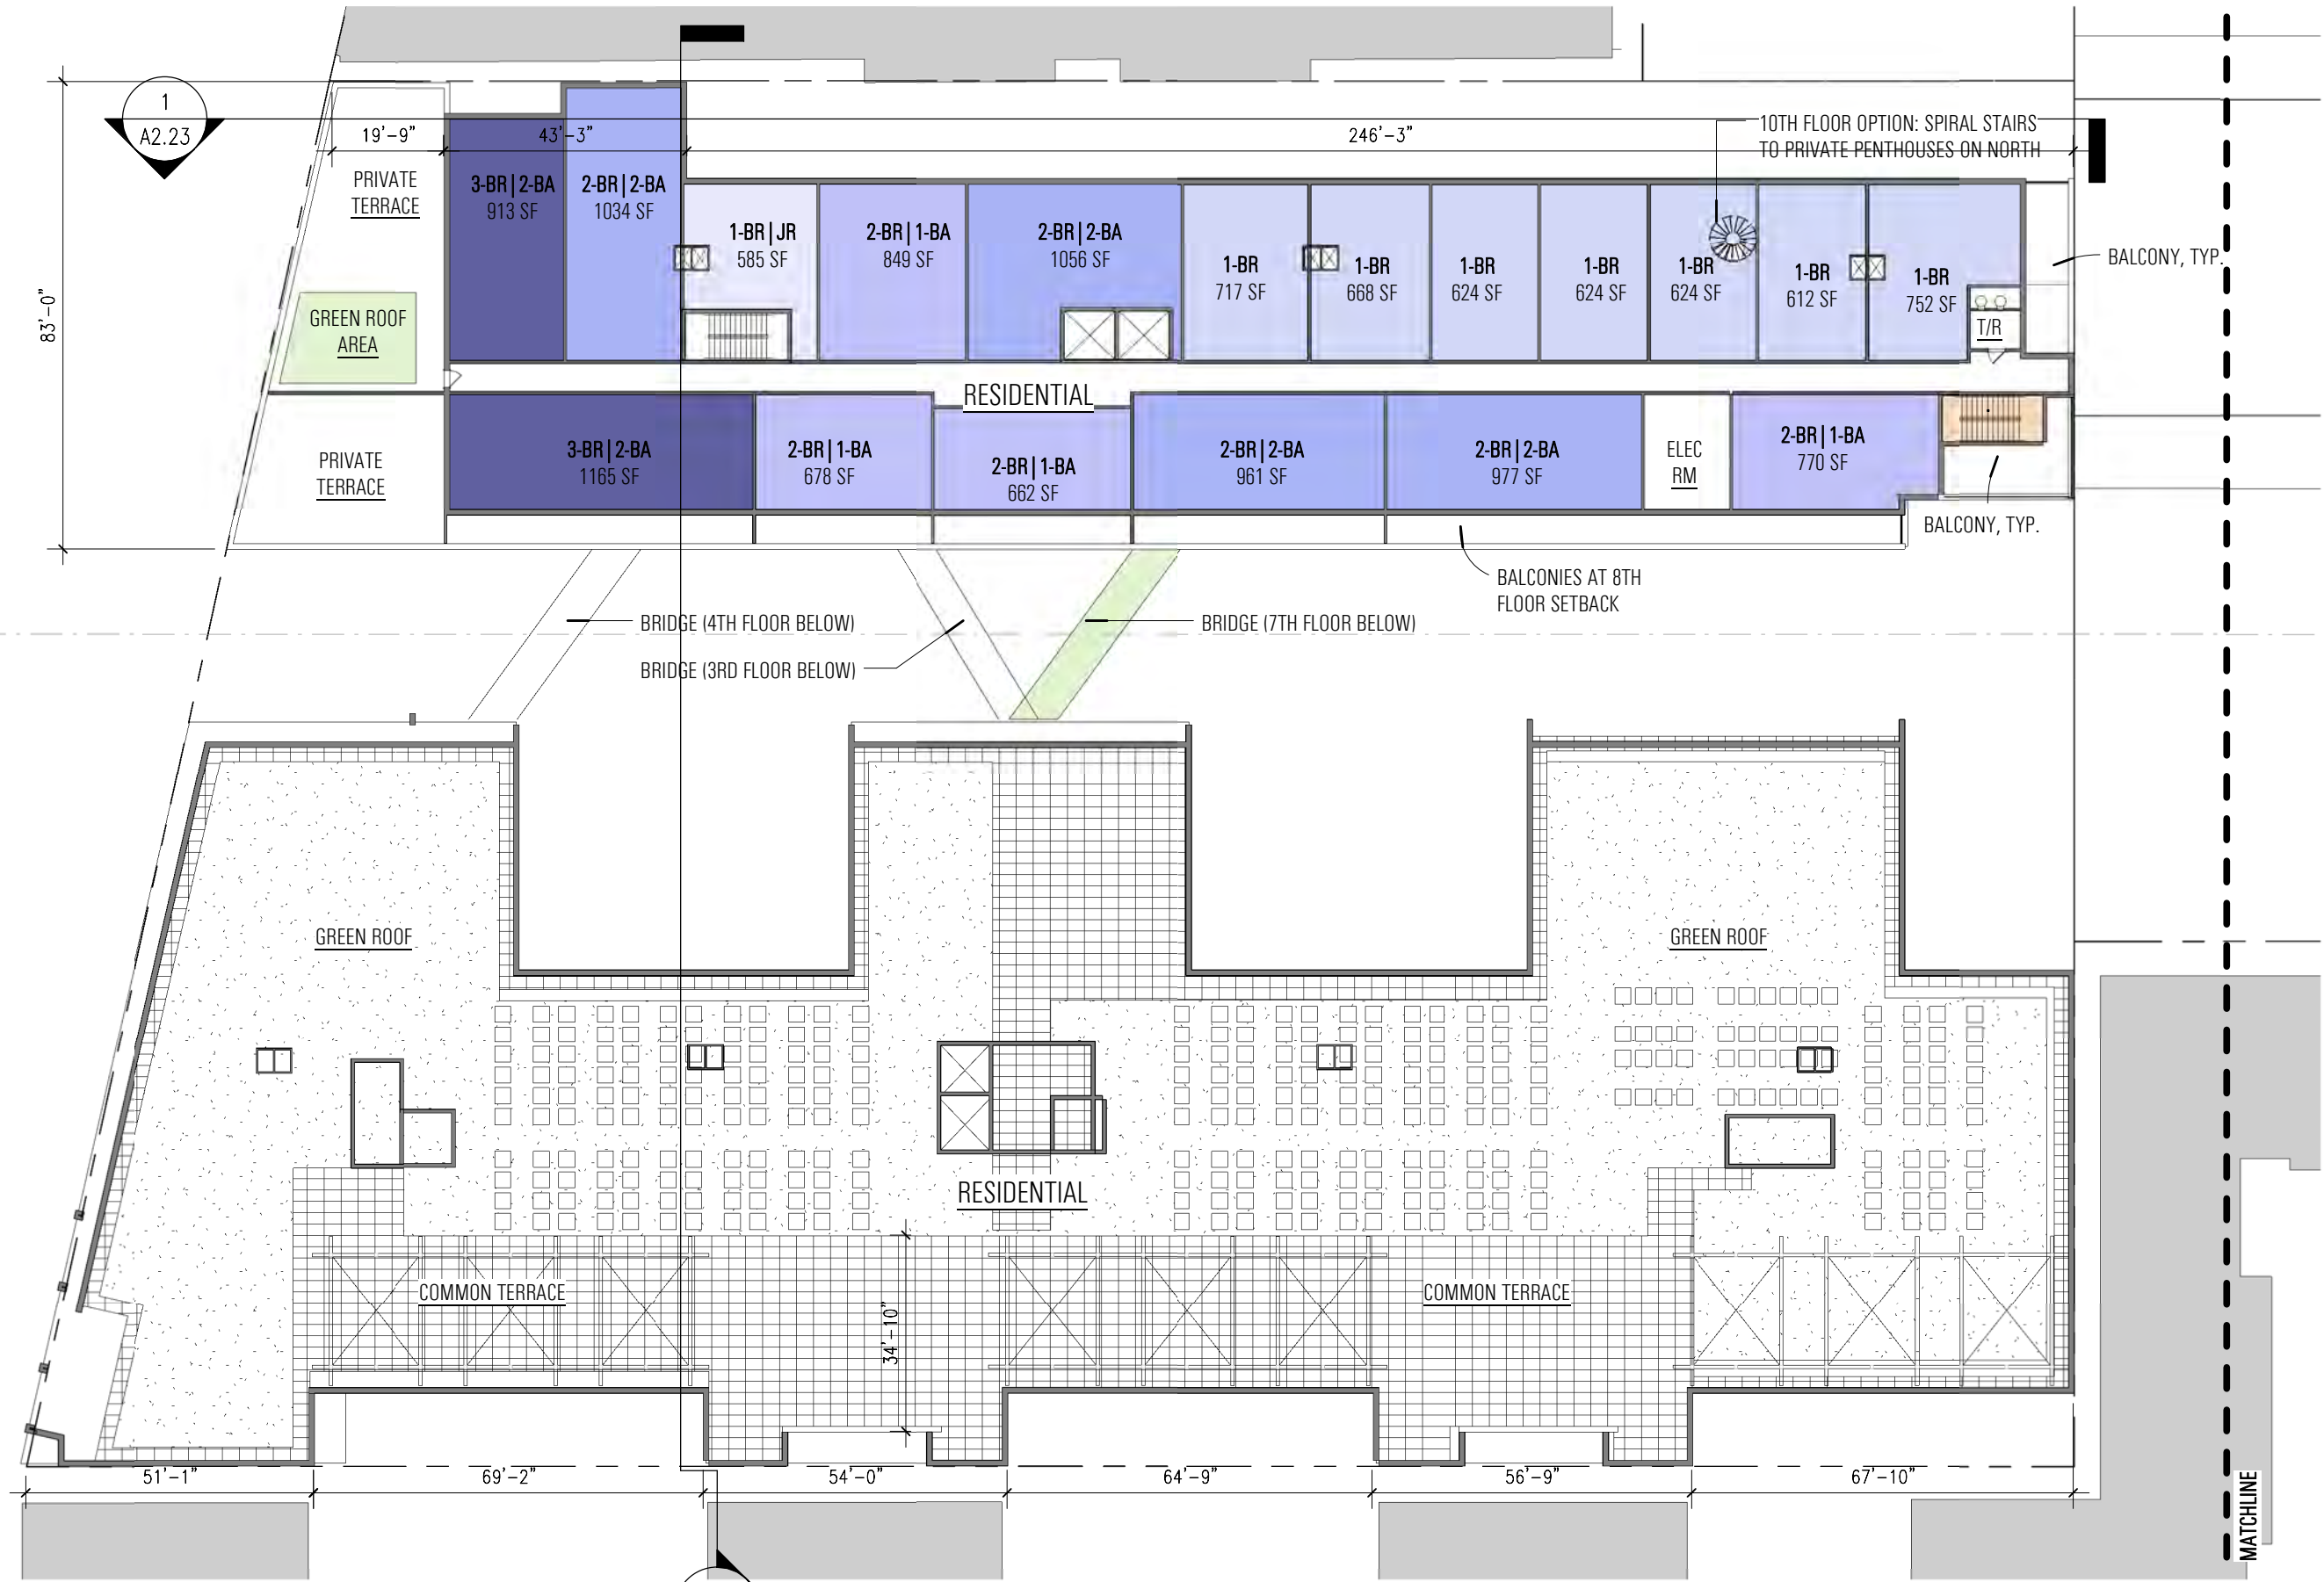 1
A2.23
19'-9"
43'-3"
246'-3"
10TH FLOOR OPTION: SPIRAL STAIRS
TO PRIVATE PENTHOUSES ON NORTH
PRIVATE
TERRACE
3-BR | 2-BA
913 SF
2-BR | 2-BA
1034 SF
1-BR | JR
585 SF
2-BR | 1-BA
849 SF
2-BR | 2-BA
1056 SF
1-BR
717 SF
1-BR
668 SF
1-BR
624 SF
1-BR
624 SF
1-BR
624 SF
1-BR
612 SF
1-BR
752 SF
T/R
BALCONY, TYP.
83'-0"
GREEN ROOF
AREA
RESIDENTIAL
PRIVATE
TERRACE
3-BR | 2-BA
1165 SF
2-BR | 1-BA
678 SF
2-BR | 1-BA
662 SF
2-BR | 2-BA
961 SF
2-BR | 2-BA
977 SF
ELEC
RM
2-BR | 1-BA
770 SF
BALCONY, TYP.
BALCONIES AT 8TH
FLOOR SETBACK
BRIDGE (4TH FLOOR BELOW)
BRIDGE (7TH FLOOR BELOW)
BRIDGE (3RD FLOOR BELOW)
GREEN ROOF
GREEN ROOF
RESIDENTIAL
COMMON TERRACE
COMMON TERRACE
34'-10"
51'-1"
69'-2"
54'-0"
64'-9"
56'-9"
67'-10"
MATCHLINE